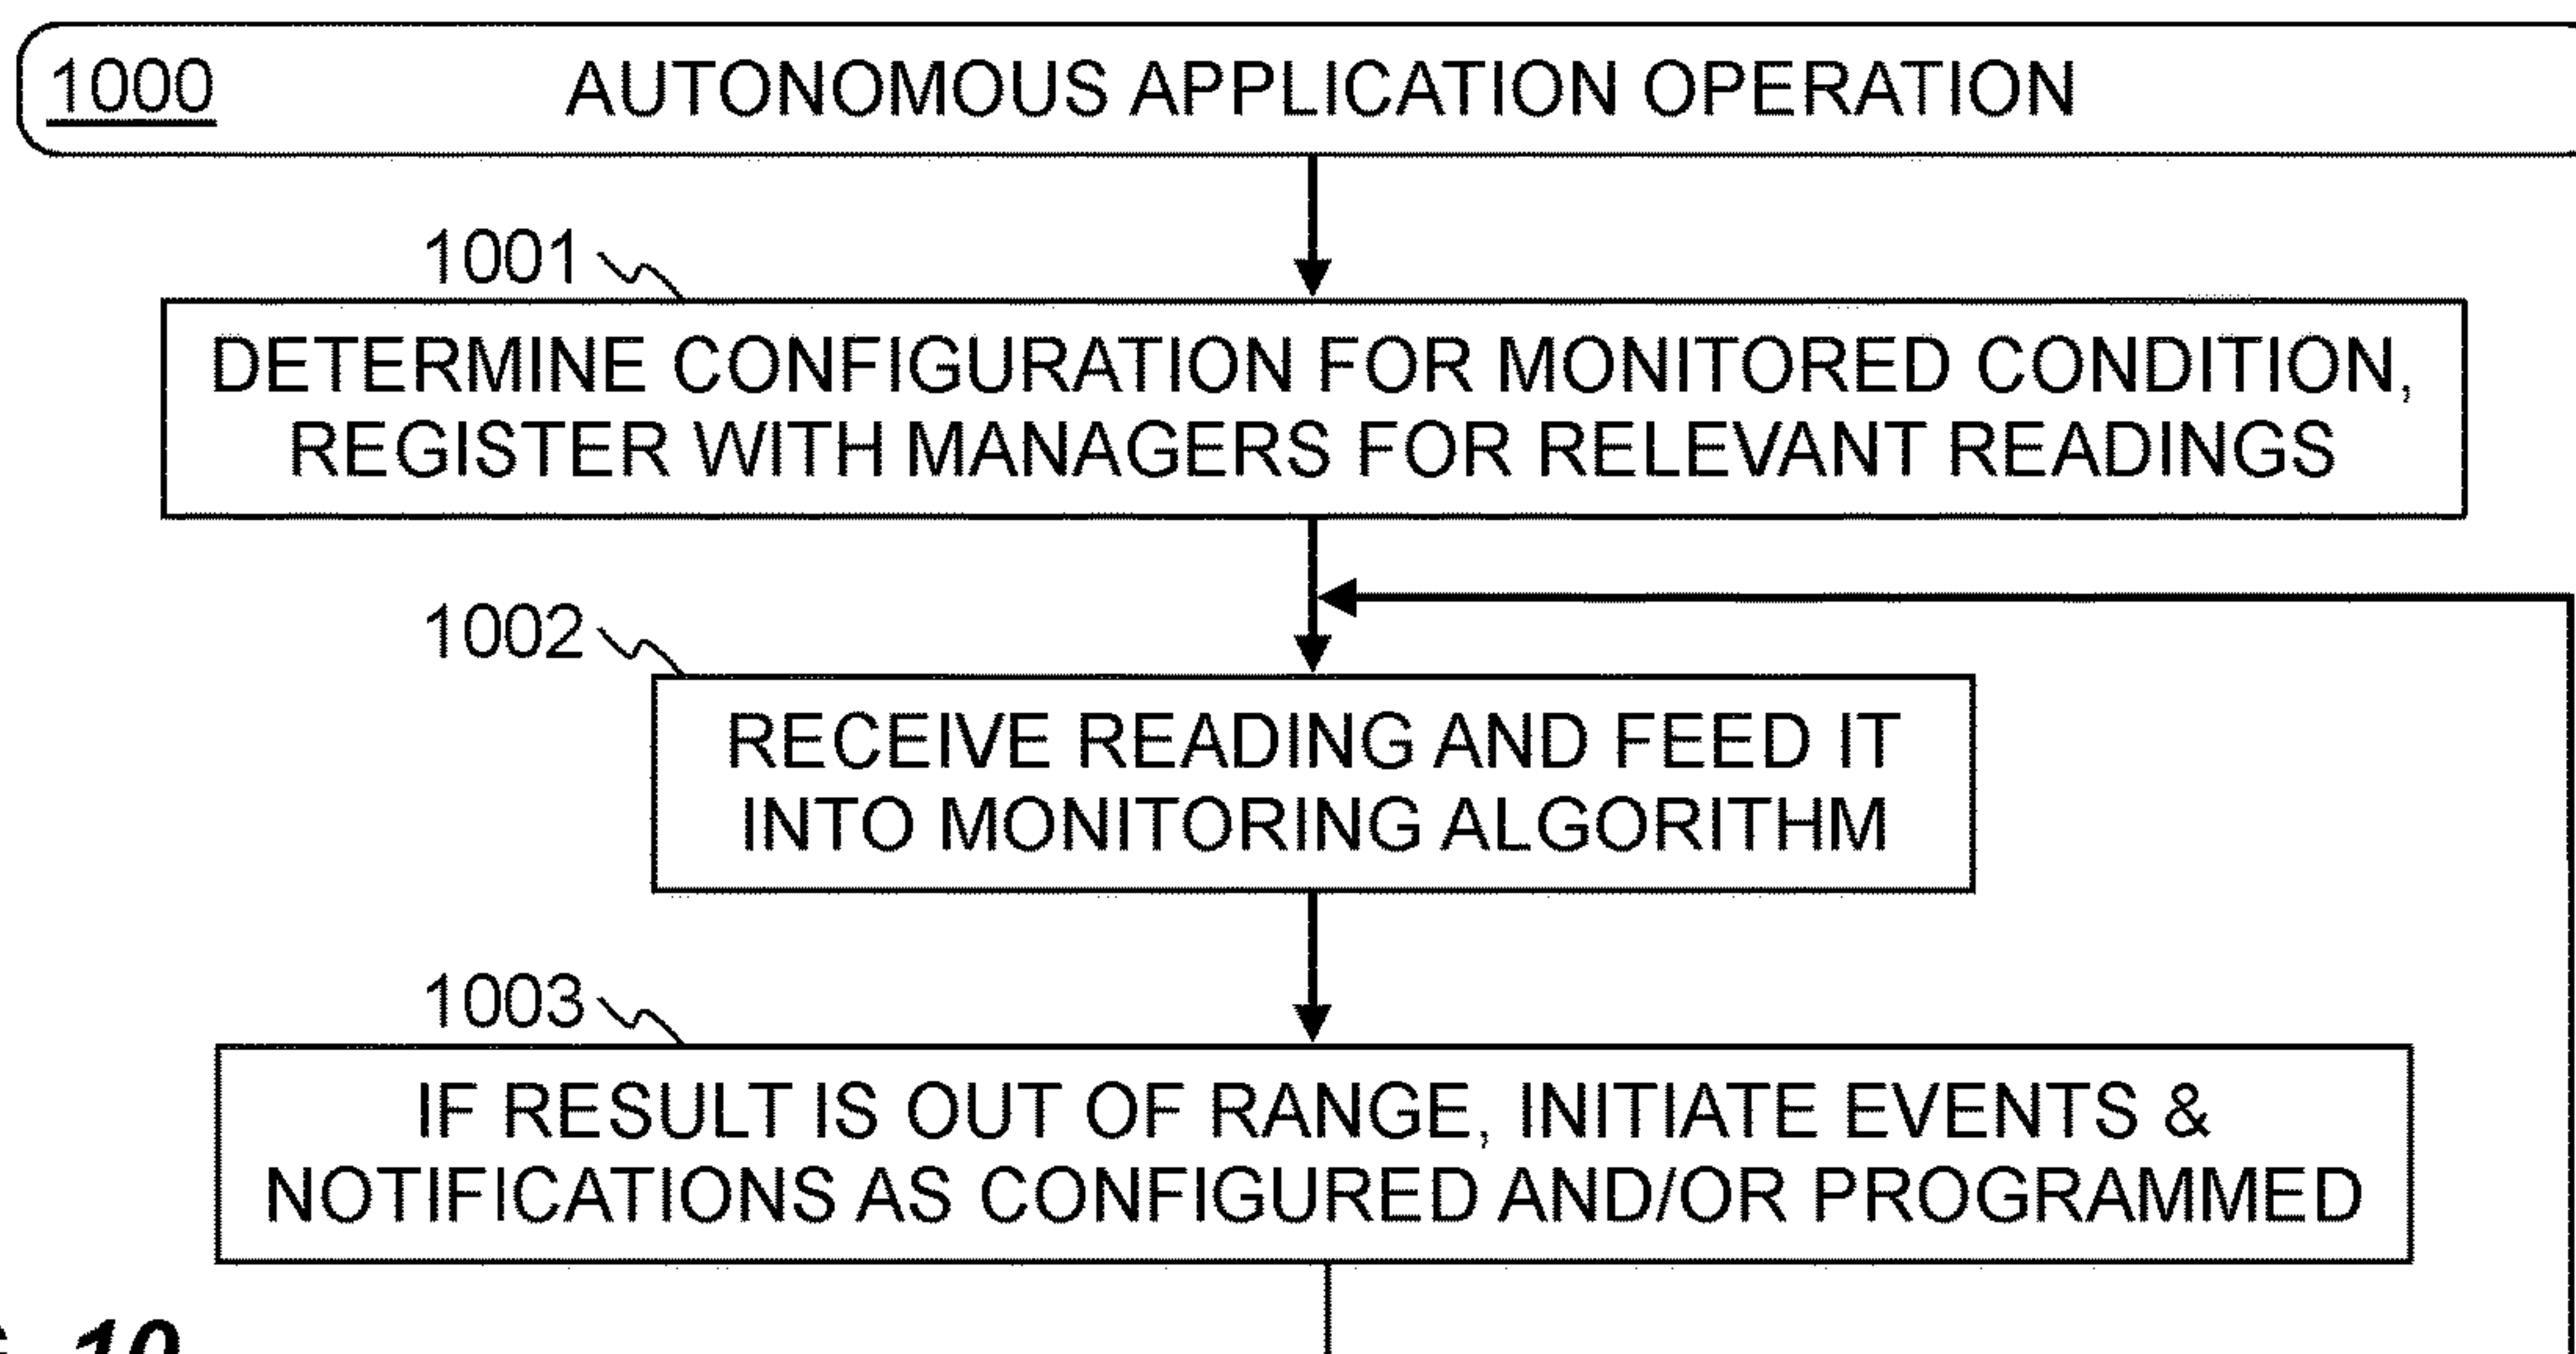 1000 AUTONOMOUS APPLICATION OPERATION
1001
DETERMINE CONFIGURATION FOR MONITORED CONDITION,
REGISTER WITH MANAGERS FOR RELEVANT READINGS
1002
RECEIVE READING AND FEED IT
INTO MONITORING ALGORITHM
1003
IF RESULT IS OUT OF RANGE, INITIATE EVENTS &
NOTIFICATIONS AS CONFIGURED AND/OR PROGRAMMED
10